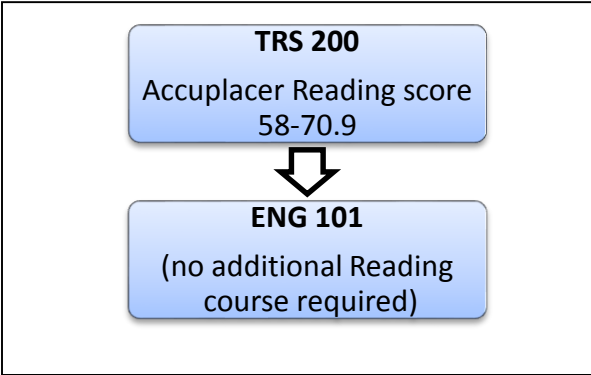 TRS 200
Accuplacer Reading score
58-70.9
ENG 101
(no additional Reading
course required)